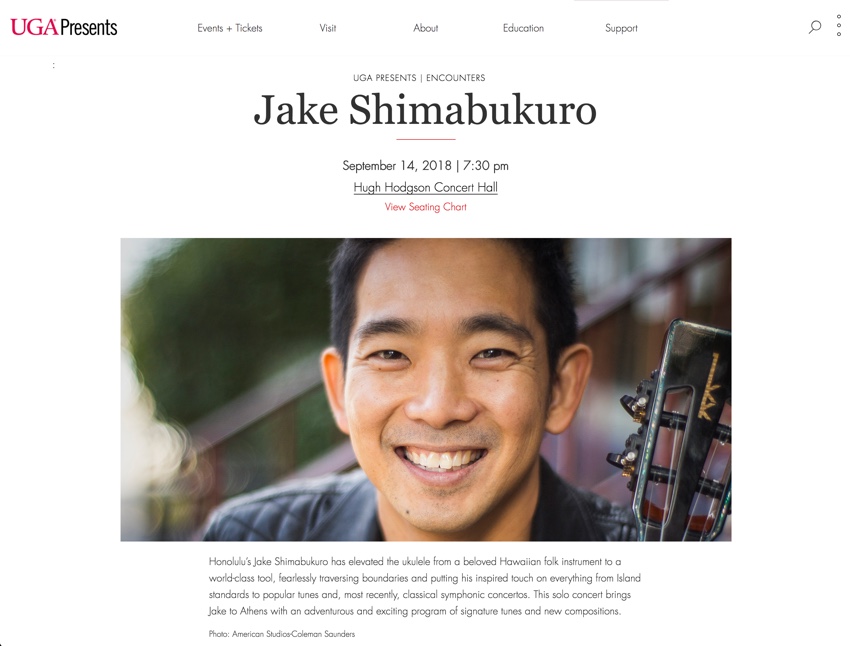 UGA Presents
Events + Tickets
Visit
About
Education
Support
:
UGA PRESENTS | ENCOUNTERS
Jake Shimabukuro
September 14, 2018 | 7:30 pm
Hugh Hodgson Concert Hall
View Seating Chart
Honolulu's Jake Shimabukuro has elevated the ukulele from a beloved Hawaiian folk instrument to a
world-class tool, fearlessly traversing boundaries and putting his inspired touch on everything from Island
standards to popular tunes and, most recently, classical symphonic concertos. This solo concert brings
Jake to Athens with an adventurous and exciting program of signature tunes and new compositions.
Photo: American Studios-Coleman Saunders